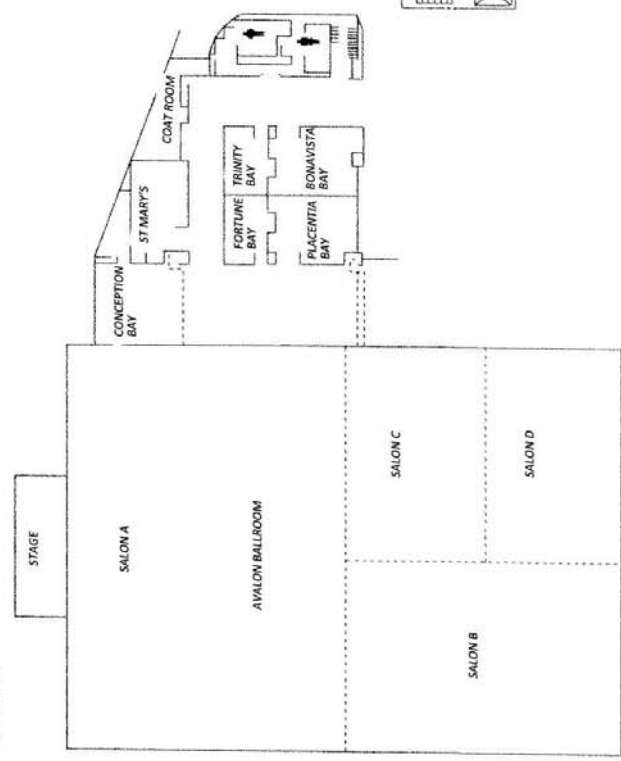 COAT ROOM
ST MARY'S
CONCEPTION
BAY
FORTUNE
BAY
TRINITY
BAY
PLACENTIA
BAY
BONAVISTA
BAY
STAGE
SALON A
AVALON BALLROOM
SALON C
SALON D
SALON B